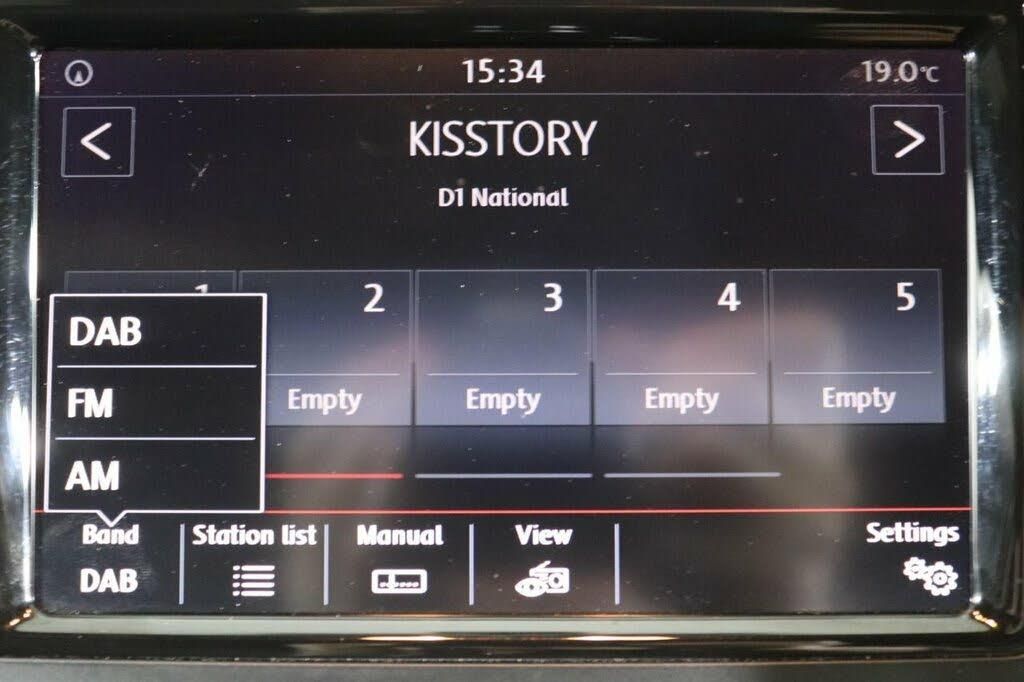 15:34
19.0°C
KISSTORY
D1 National
1
2
3
4
5
Empty
Empty
Empty
Empty
DAB
FM
AM
Band
Station list
Manual
View
Settings
DAB